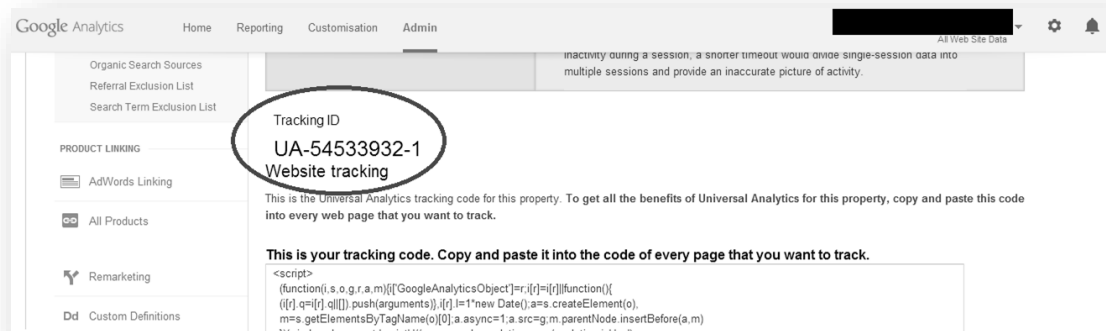 Google Analytics
Home
Reporting
Customisation
Admin
All Web Site Data
Organic Search Sources
Referral Exclusion List
Search Term Exclusion List
PRODUCT LINKING
AdWords Linking
All Products
Remarketing
Dd Custom Definitions
inactivity during a session, a shorter timeout would divide single-session data into
multiple sessions and provide an inaccurate picture of activity.
Tracking ID
UA-54533932-1
Website tracking
This is the Universal Analytics tracking code for this property. To get all the benefits of Universal Analytics for this property, copy and paste this code
into every web page that you want to track.
This is your tracking code. Copy and paste it into the code of every page that you want to track.
<script>
(function(i,s,o,g,r,a,m){i['GoogleAnalyticsObject']=r;i[r]=i[r]||function(){
(i[r].q=i[r].q||[]).push(arguments)},i[r].l=1*new Date();a=s.createElement(o),
m=s.getElementsByTagName(o)[0];a.async=1;a.src=g;m.parentNode.insertBefore(a,m)